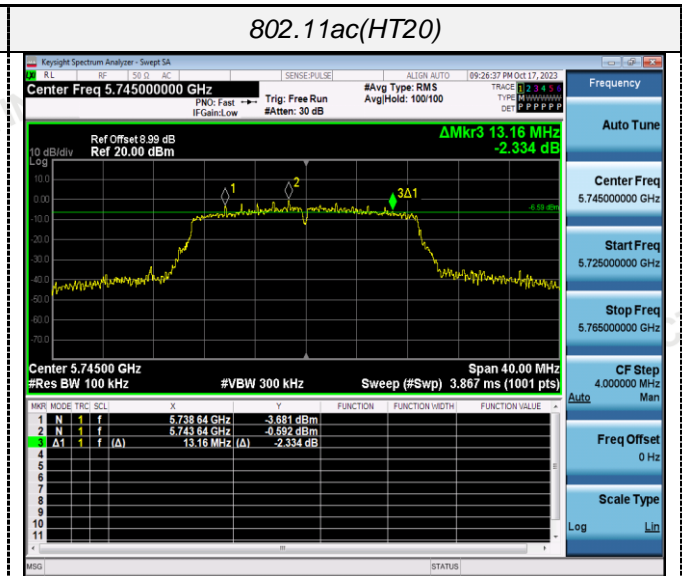 802.11ac(HT20)
Keysight Spectrum Analyzer - Swept SA
RL RF 50 Ω AC SENSE:PULSE ALIGN AUTO 09:26:37 PM Oct 17, 2023
Center Freq 5.745000000 GHz
PNO: Fast
IFGain:Low
Trig: Free Run
#Atten: 30 dB
#Avg Type: RMS
Avg|Hold: 100/100
TRACE 1 2 3 4 5 6
TYPE M W W W W W
DET P P P P P P
Frequency
Auto Tune
Center Freq
5.745000000 GHz
Start Freq
5.725000000 GHz
Stop Freq
5.765000000 GHz
CF Step
4.000000 MHz
Auto Man
Freq Offset
0 Hz
Scale Type
Log Lin
ΔMkr3 13.16 MHz
-2.334 dB
Ref Offset 8.99 dB
10 dB/div Ref 20.00 dBm
Log
10.0
0.00
-10.0
-20.0
-30.0
-40.0
-50.0
-60.0
-70.0
1
2
3Δ1
-6.59 dBm
Center 5.74500 GHz Span 40.00 MHz
#Res BW 100 kHz #VBW 300 kHz Sweep (#Swp) 3.867 ms (1001 pts)
MKR MODE TRC SCL X Y FUNCTION FUNCTION WIDTH FUNCTION VALUE
1 N 1 f 5.738 64 GHz -3.681 dBm
2 N 1 f 5.743 64 GHz -0.592 dBm
3 Δ1 1 f (Δ) 13.16 MHz (Δ) -2.334 dB
4
5
6
7
8
9
10
11
MSG STATUS